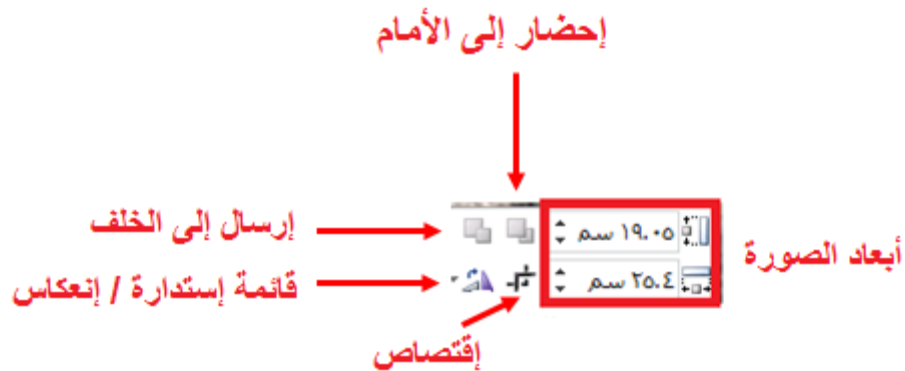 إحضار إلى الأمام
إرسال إلى الخلف
١٩.٠٥ سم
أبعاد الصورة
قائمة إستدارة / إنعكاس
٢٥.٤ سم
إقتصاص